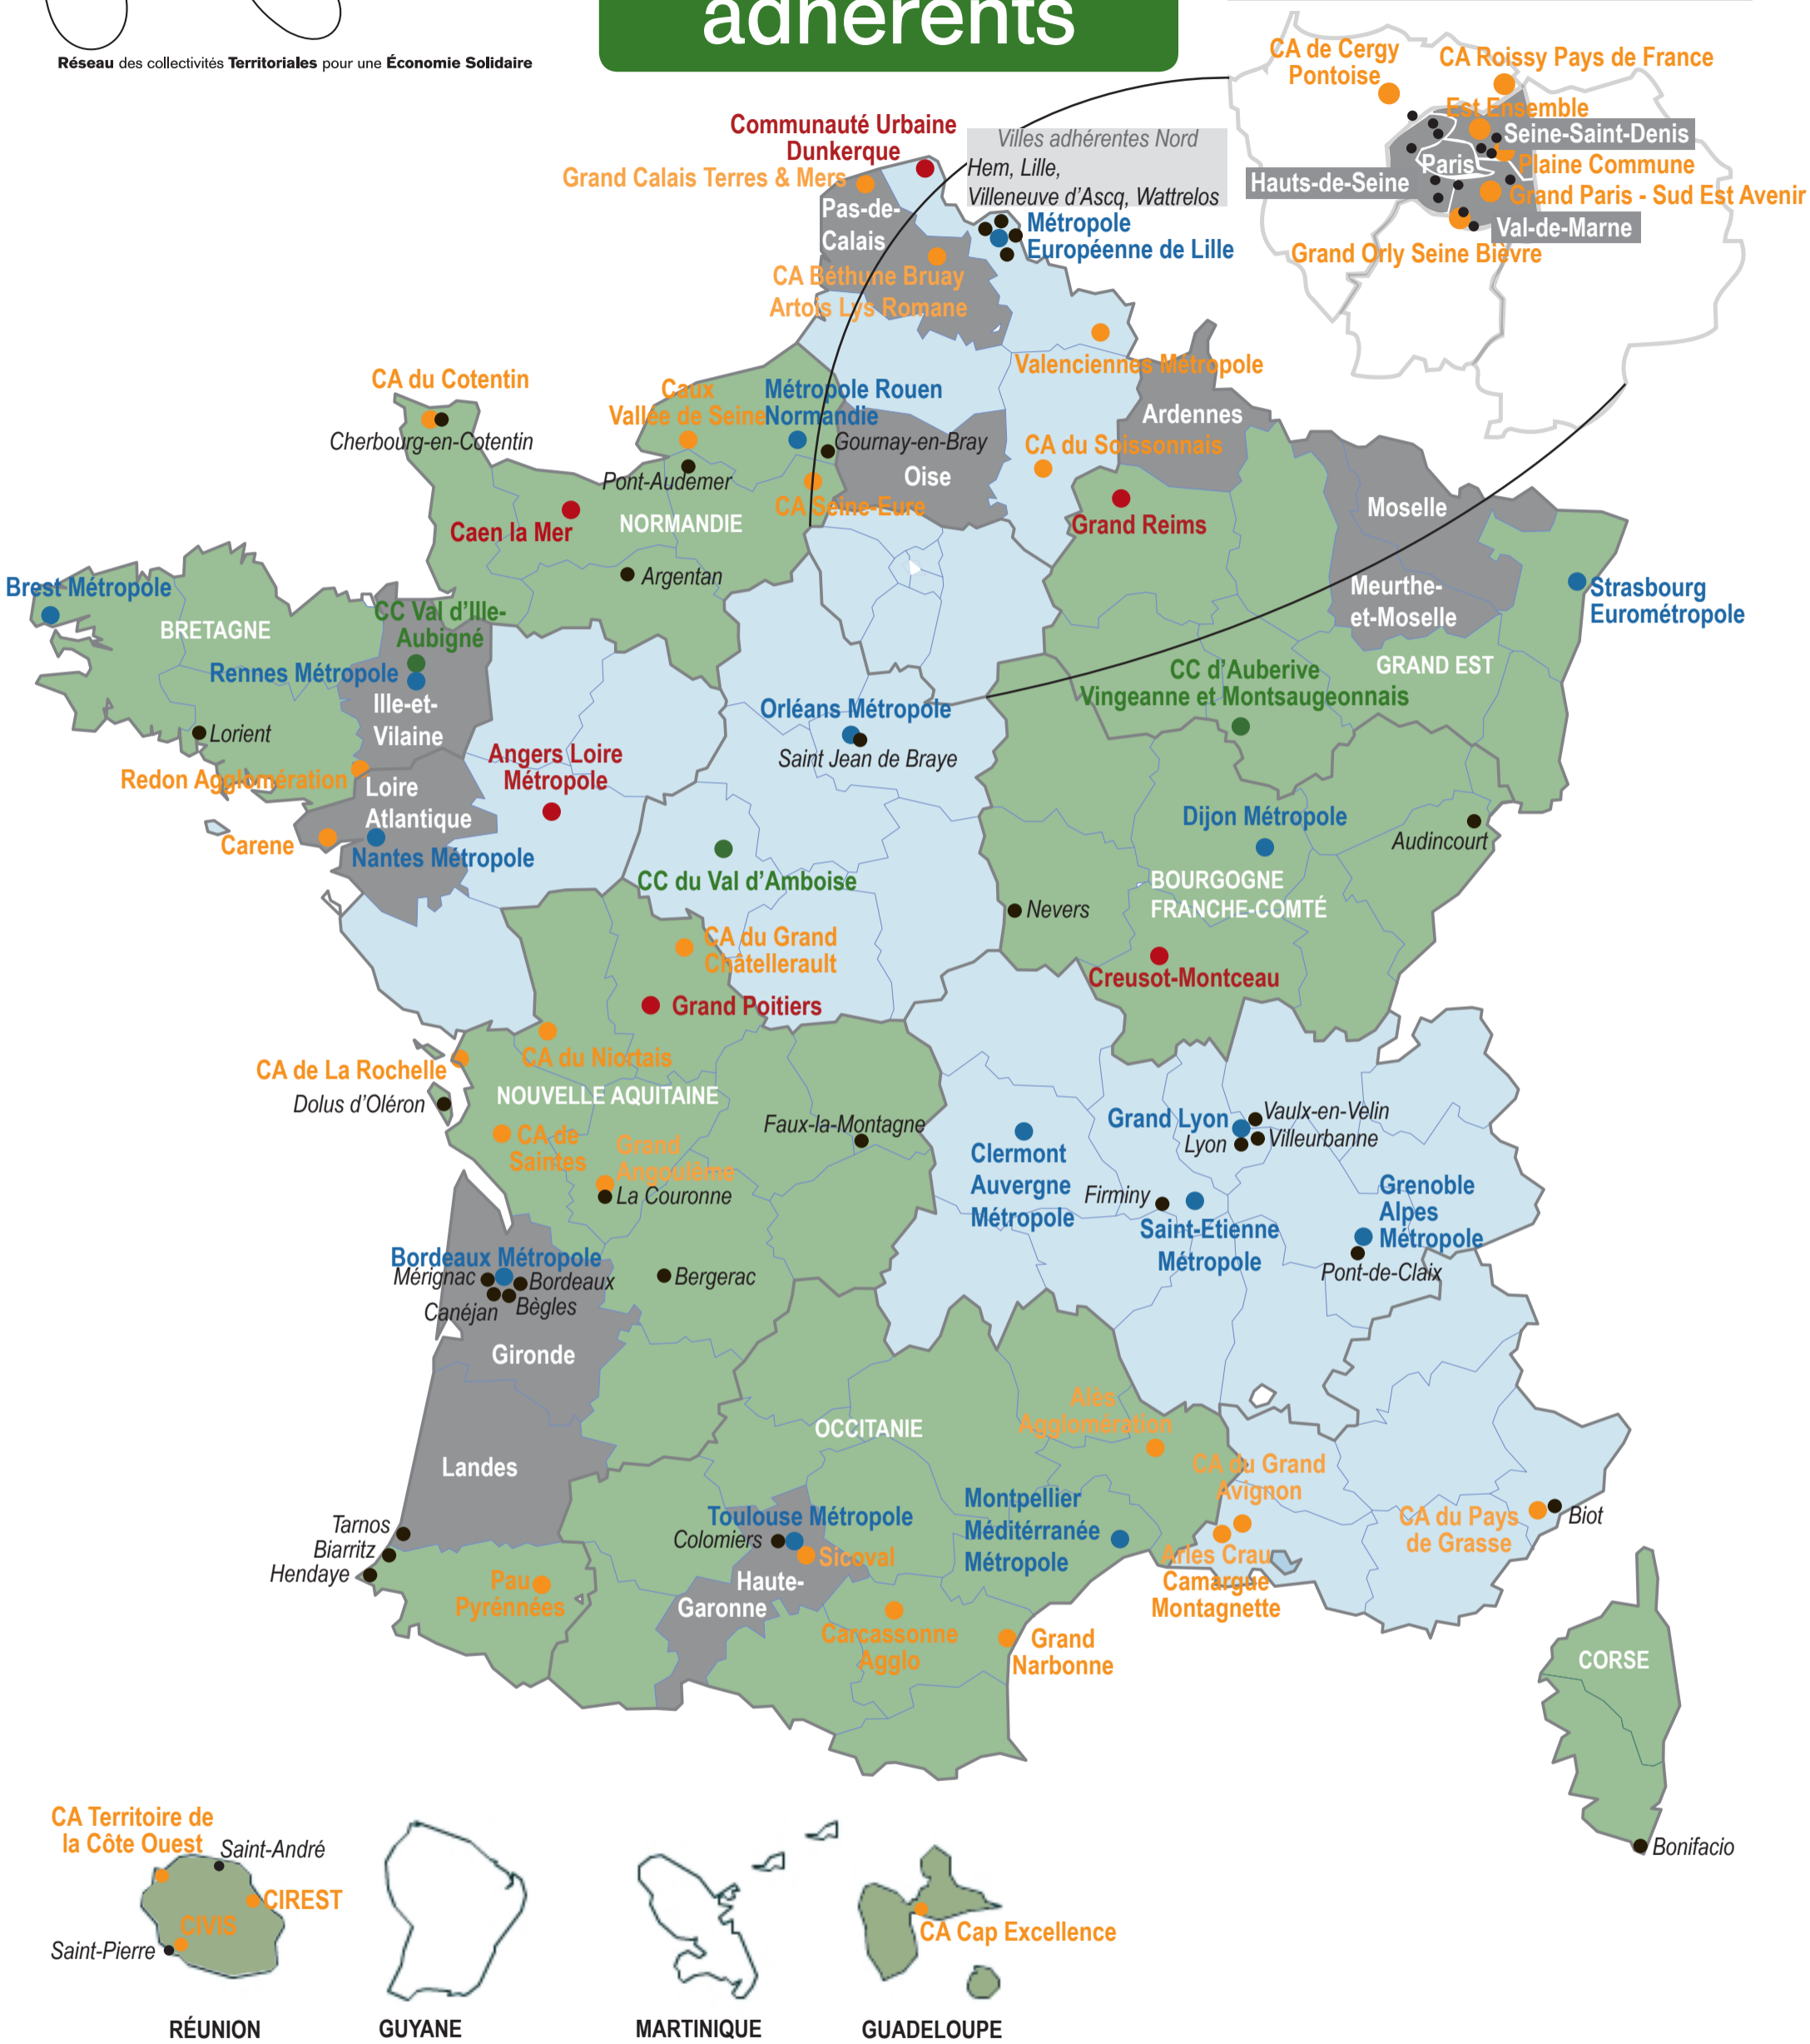 adhérents
Réseau des collectivités Territoriales pour une Économie Solidaire
CA de Cergy
Pontoise
CA Roissy Pays de France
Est Ensemble
Seine-Saint-Denis
Paris
Plaine Commune
Hauts-de-Seine
Grand Paris - Sud Est Avenir
Val-de-Marne
Grand Orly Seine Bièvre
Communauté Urbaine
Dunkerque
Villes adhérentes Nord
Hem, Lille,
Villeneuve d'Ascq, Wattrelos
Grand Calais Terres & Mers
Pas-de-
Calais
Métropole
Européenne de Lille
CA Béthune Bruay
Artois Lys Romane
Valenciennes Métropole
CA du Cotentin
Cherbourg-en-Cotentin
Caux
Vallée de Seine
Métropole Rouen
Normandie
Gournay-en-Bray
Ardennes
CA du Soissonnais
Oise
Pont-Audemer
CA Seine-Eure
Caen la Mer
NORMANDIE
Grand Reims
Moselle
Argentan
Meurthe-
et-Moselle
Strasbourg
Eurométropole
Brest Métropole
BRETAGNE
CC Val d'Ille-
Aubigné
Rennes Métropole
Ille-et-
Vilaine
GRAND EST
CC d'Auberive
Vingeanne et Montsaugeonnais
Orléans Métropole
Saint Jean de Braye
Lorient
Angers Loire
Métropole
Redon Agglomération
Loire
Atlantique
Carene
Nantes Métropole
Dijon Métropole
Audincourt
CC du Val d'Amboise
BOURGOGNE
FRANCHE-COMTÉ
Nevers
CA du Grand
Châtellerault
Creusot-Montceau
Grand Poitiers
CA du Niortais
CA de La Rochelle
Dolus d'Oléron
NOUVELLE AQUITAINE
Faux-la-Montagne
CA de
Saintes
Grand
Angoulême
La Couronne
Clermont
Auvergne
Métropole
Grand Lyon
Vaulx-en-Velin
Lyon
Villeurbanne
Firminy
Saint-Etienne
Métropole
Grenoble
Alpes
Métropole
Pont-de-Claix
Bordeaux Métropole
Mérignac
Bordeaux
Canéjan
Bègles
Bergerac
Gironde
Landes
OCCITANIE
Alès
Agglomération
CA du Grand
Avignon
Montpellier
Méditérranée
Métropole
Toulouse Métropole
Colomiers
Sicoval
Haute-
Garonne
Arles Crau
Camargue
Montagnette
CA du Pays
de Grasse
Biot
Tarnos
Biarritz
Hendaye
Pau
Pyrénnées
Carcassonne
Agglo
Grand
Narbonne
CORSE
Bonifacio
CA Territoire de
la Côte Ouest
Saint-André
CIREST
CIVIS
Saint-Pierre
CA Cap Excellence
RÉUNION
GUYANE
MARTINIQUE
GUADELOUPE